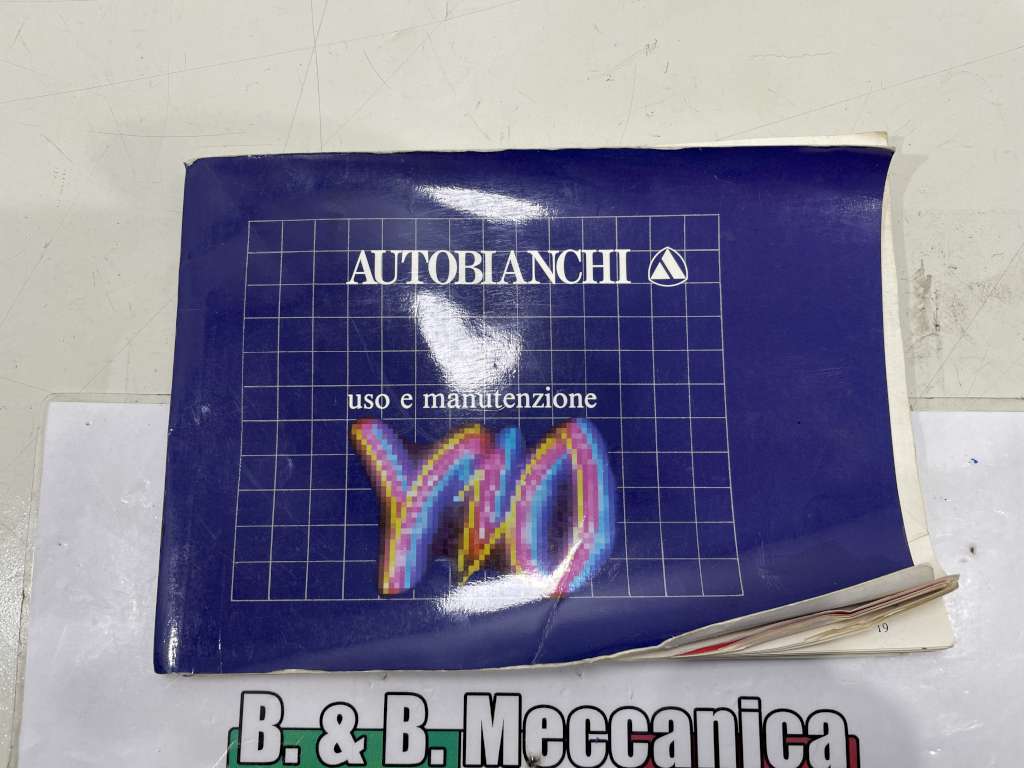 AUTOBIANCHI
uso e manutenzione
Y10
19
B. & B. Meccanica